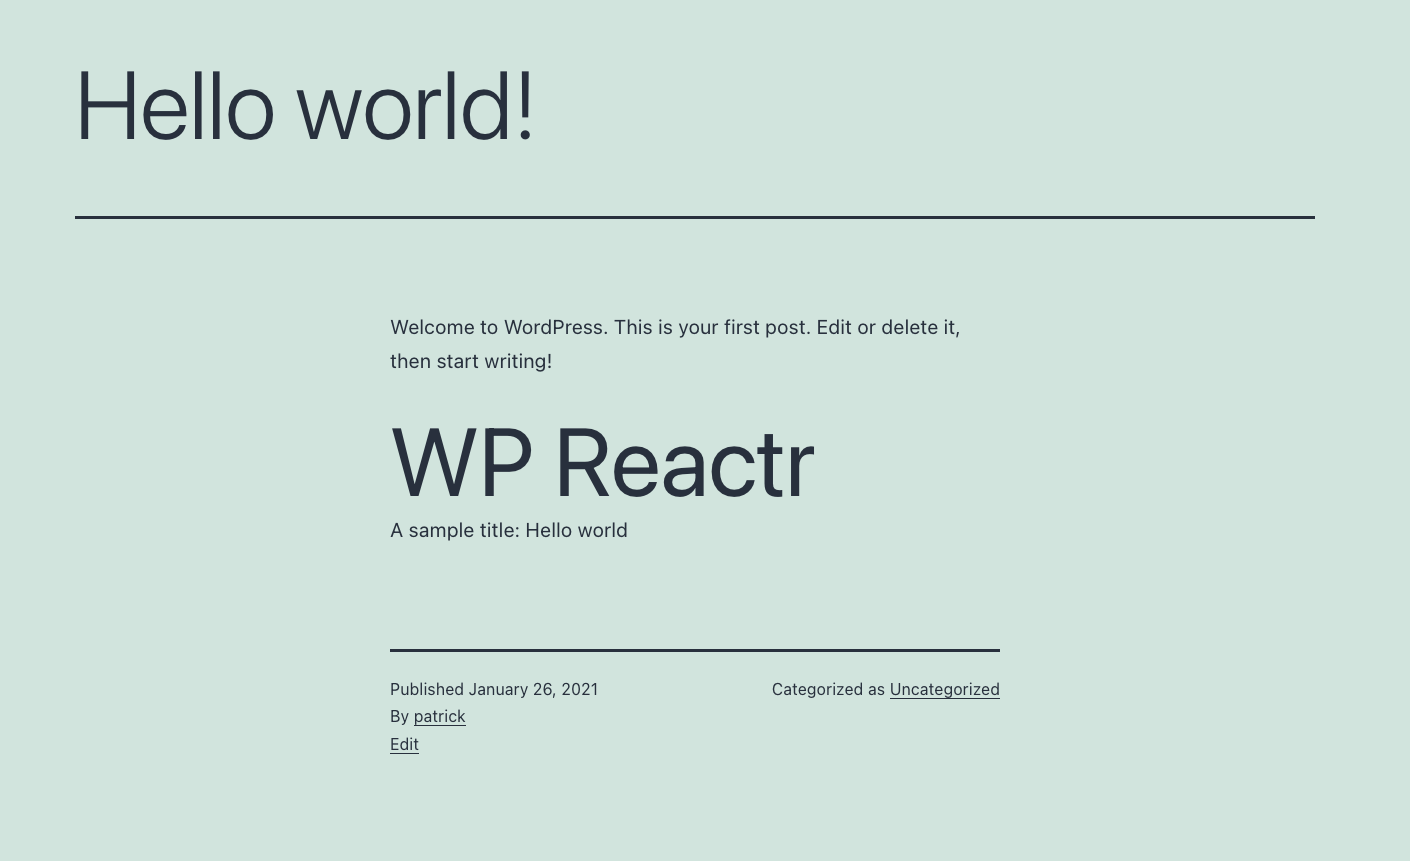 Hello world!
Welcome to WordPress. This is your first post. Edit or delete it,
then start writing!
WP Reactr
A sample title: Hello world
Published January 26, 2021
Categorized as Uncategorized
By patrick
Edit